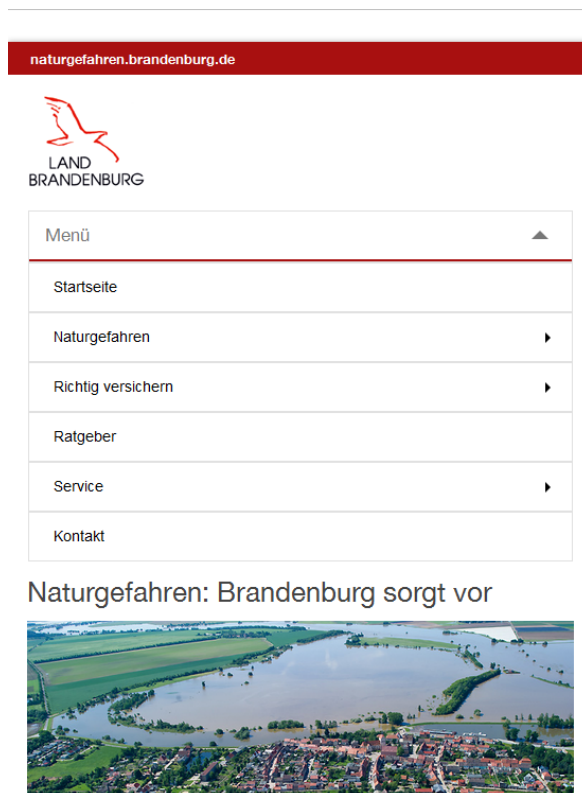 naturgefahren.brandenburg.de
LAND
BRANDENBURG
Menü
Startseite
Naturgefahren
Richtig versichern
Ratgeber
Service
Kontakt
Naturgefahren: Brandenburg sorgt vor